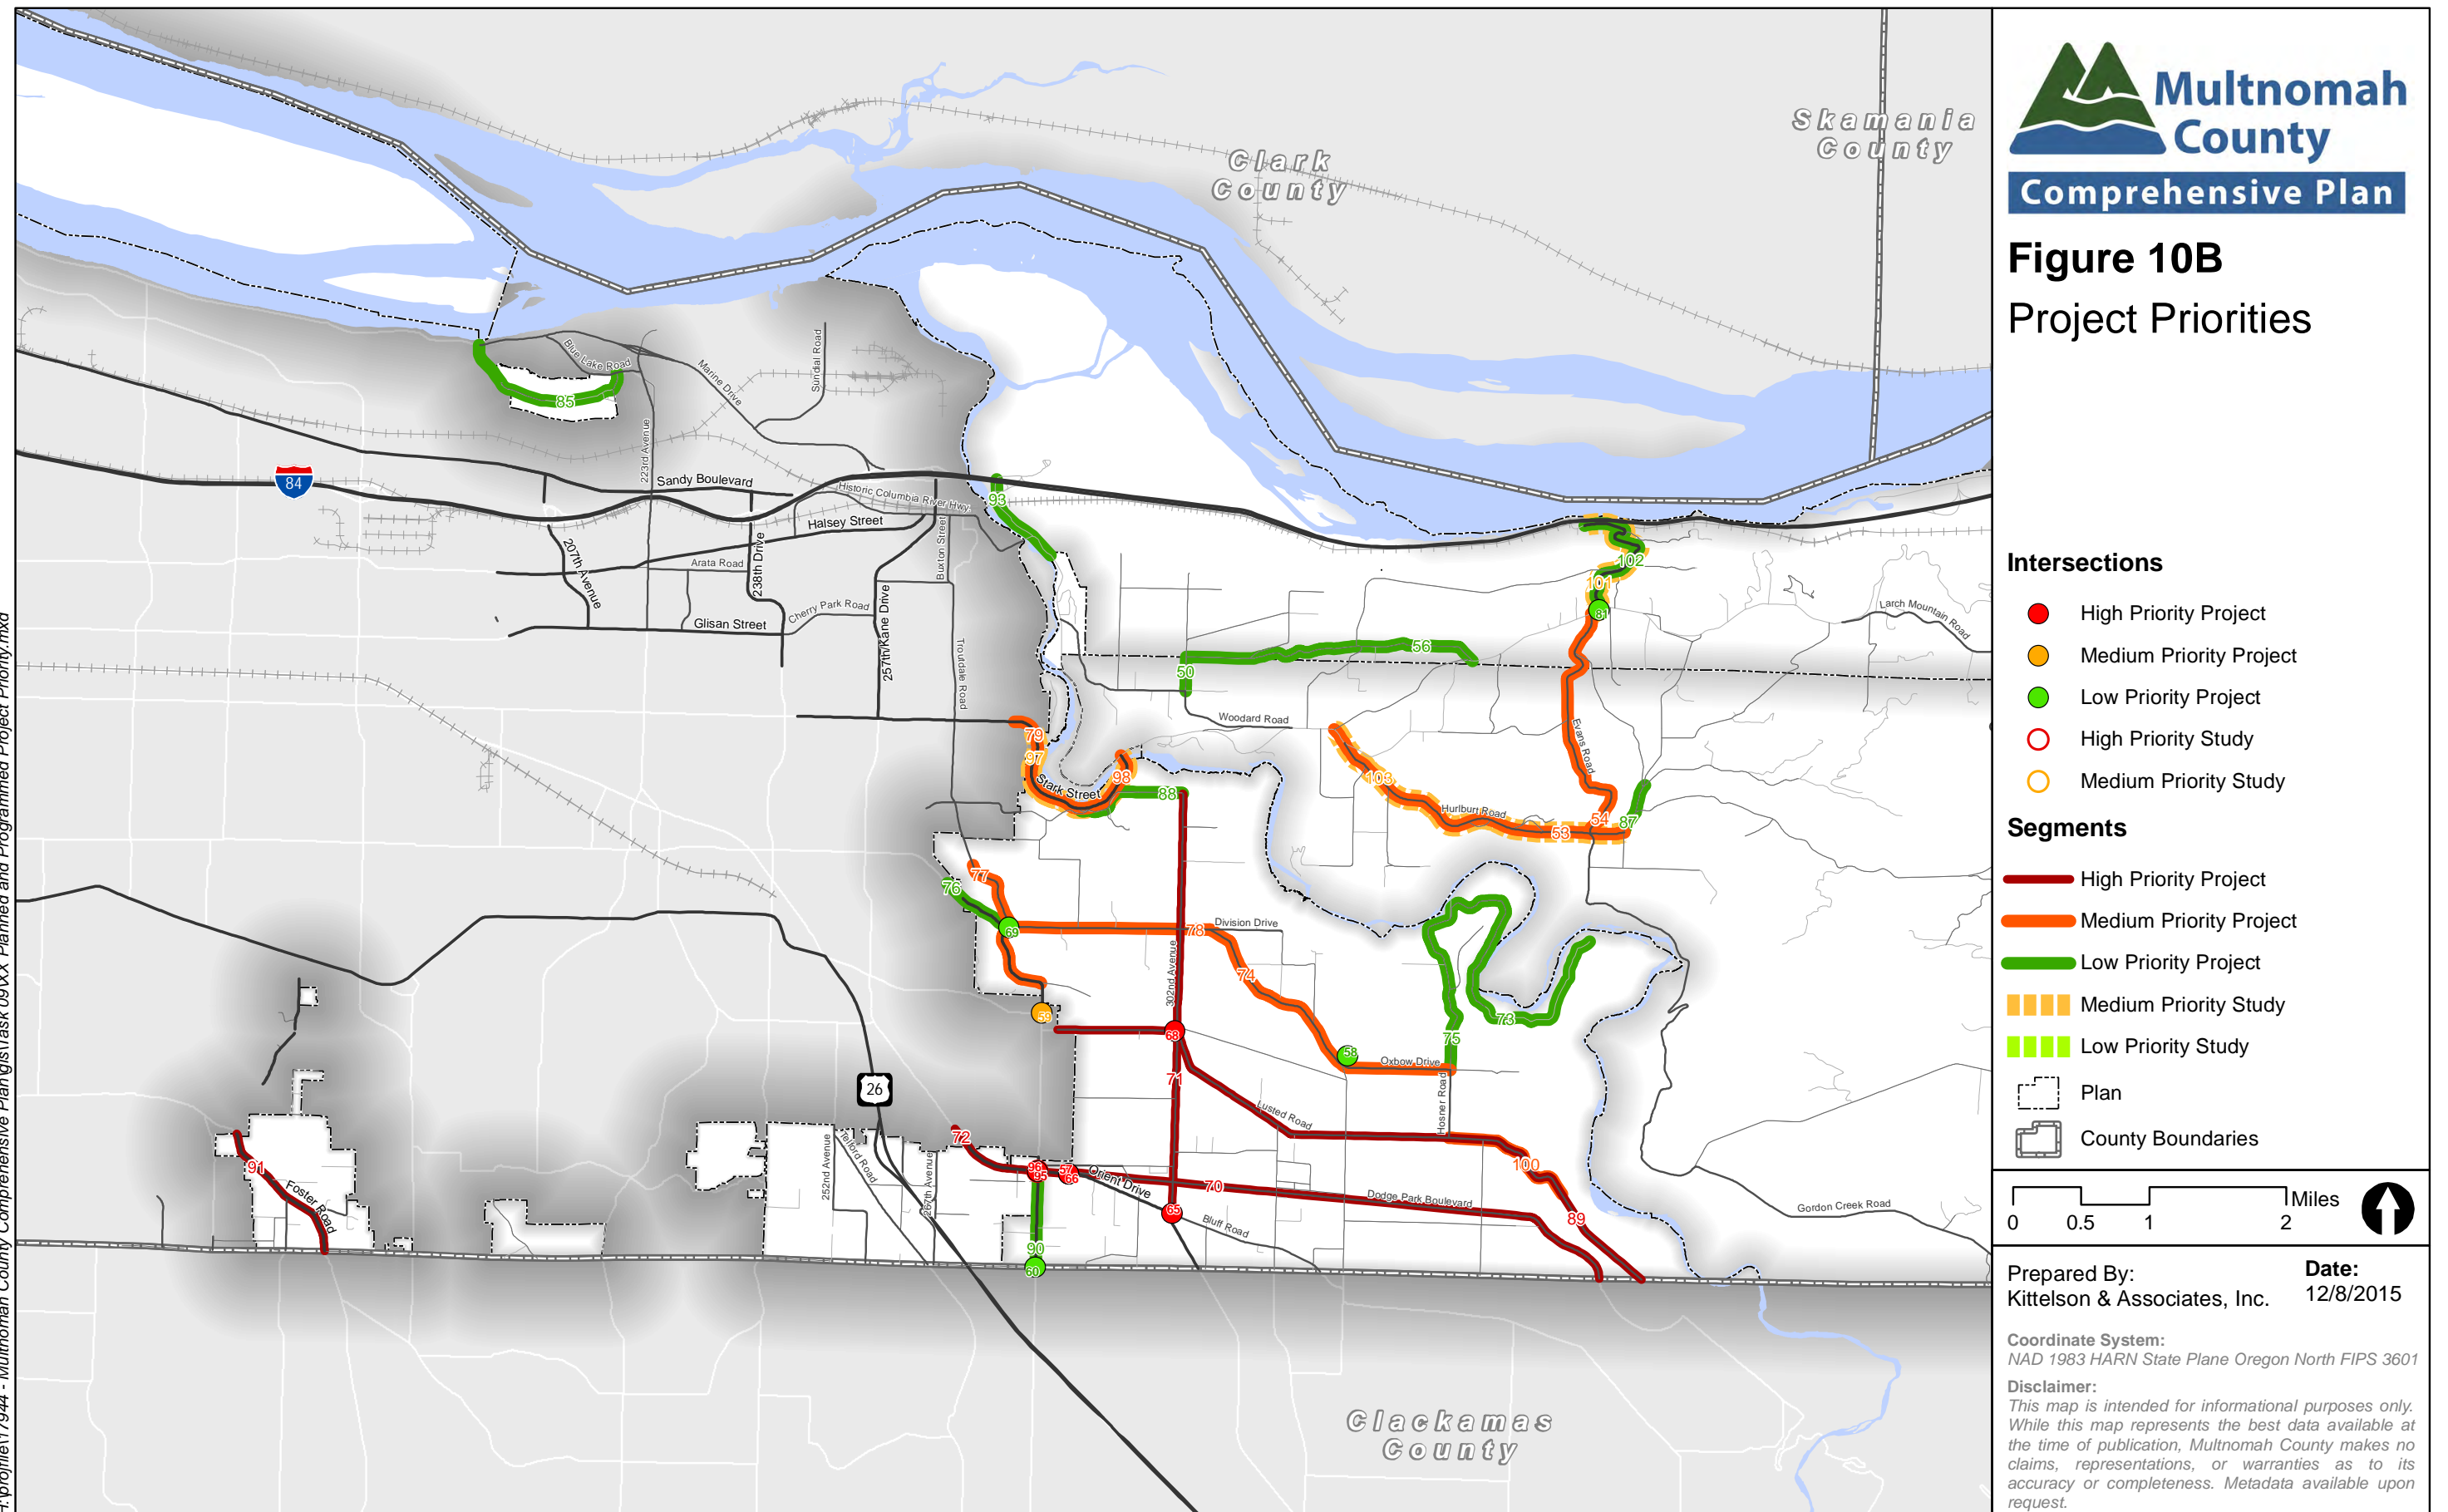 Multnomah
County
Comprehensive Plan
Figure 10B
Project Priorities
Intersections
High Priority Project
Medium Priority Project
Low Priority Project
High Priority Study
Medium Priority Study
Segments
High Priority Project
Medium Priority Project
Low Priority Project
Medium Priority Study
Low Priority Study
Plan
County Boundaries
Miles
0 0.5 1 2
Prepared By:
Kittelson & Associates, Inc.
Date:
12/8/2015
Coordinate System:
NAD 1983 HARN State Plane Oregon North FIPS 3601
Disclaimer:
This map is intended for informational purposes only.
While this map represents the best data available at
the time of publication, Multnomah County makes no
claims, representations, or warranties as to its
accuracy or completeness. Metadata available upon
request.
Skamania
County
Clark
County
Clackamas
County
Blue Lake Road
85
Marine Drive
Sundial Road
223rd Avenue
84
Sandy Boulevard
Historic Columbia River Hwy
93
Halsey Street
207th Avenue
238th Drive
Arata Road
Buxton Street
Cherry Park Road
Glisan Street
257th/Kane Drive
Troutdale Road
102
101
81
Larch Mountain Road
56
50
Woodard Road
Evans Road
79
97
98
Stark Street
88
103
Hurlburt Road
53
54
87
77
76
69
Division Drive
78
302nd Avenue
74
59
68
73
75
58
Oxbow Drive
71
26
Lusted Road
Hosner Road
72
91
Foster Road
252nd Avenue
Telford Road
267th Avenue
96
95
57
66
Orient Drive
70
Dodge Park Boulevard
100
89
65
Bluff Road
Gordon Creek Road
90
60